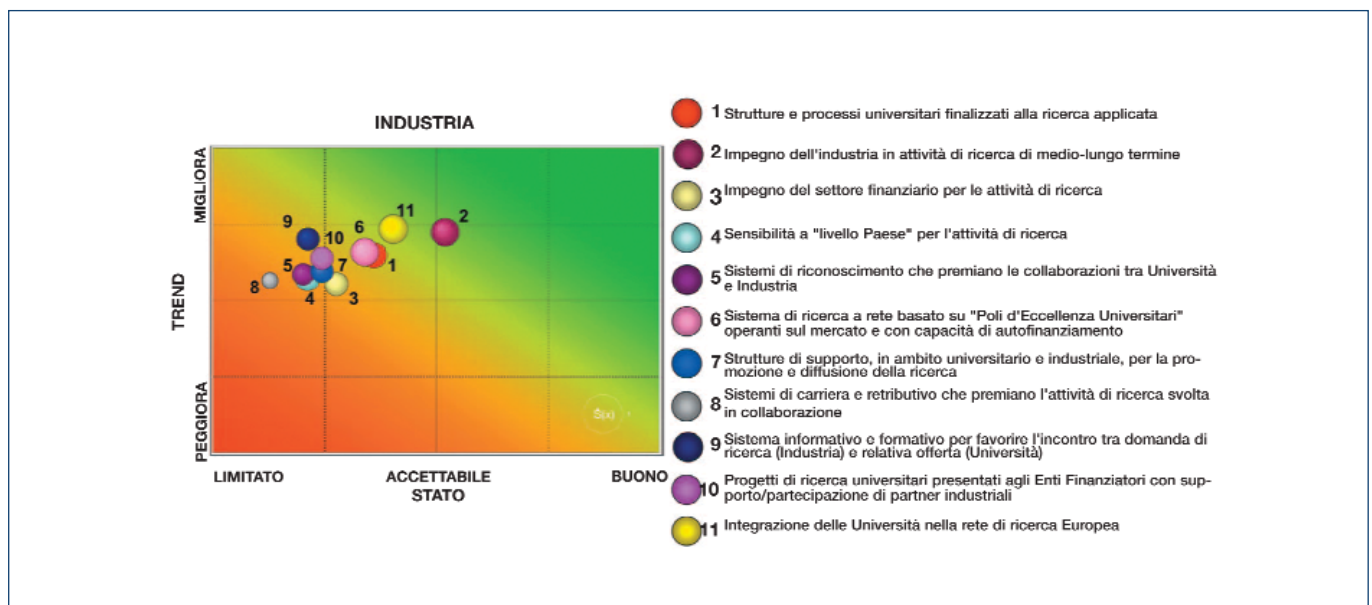 INDUSTRIA
MIGLIORA
TREND
PEGGIORA
9
10
6
11
2
8
5
4
7
3
1
LIMITATO
ACCETTABILE
BUONO
STATO
1 Strutture e processi universitari finalizzati alla ricerca applicata
2 Impegno dell'industria in attività di ricerca di medio-lungo termine
3 Impegno del settore finanziario per le attività di ricerca
4 Sensibilità a "livello Paese" per l'attività di ricerca
5 Sistemi di riconoscimento che premiano le collaborazioni tra Università
e Industria
6 Sistema di ricerca a rete basato su "Poli d'Eccellenza Universitari"
operanti sul mercato e con capacità di autofinanziamento
7 Strutture di supporto, in ambito universitario e industriale, per la pro-
mozione e diffusione della ricerca
8 Sistemi di carriera e retributivo che premiano l'attività di ricerca svolta
in collaborazione
9 Sistema informativo e formativo per favorire l'incontro tra domanda di
ricerca (Industria) e relativa offerta (Università)
10 Progetti di ricerca universitari presentati agli Enti Finanziatori con sup-
porto/partecipazione di partner industriali
11 Integrazione delle Università nella rete di ricerca Europea